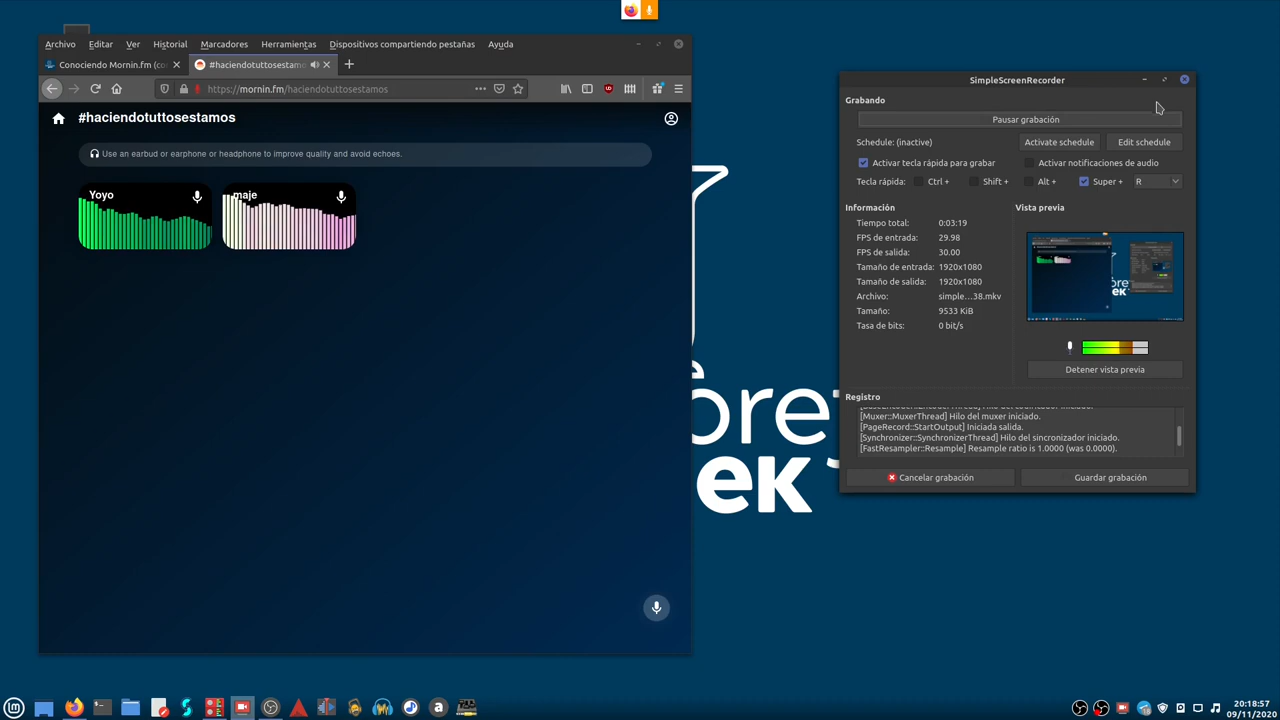 Archivo Editar Ver Historial Marcadores Herramientas Dispositivos compartiendo pestañas Ayuda
Conociendo Mornin.fm (co
#haciendotuttosestamo
https://mornin.fm/haciendotuttosestamos
#haciendotuttosestamos
Use an earbud or earphone or headphone to improve quality and avoid echoes.
Yoyo
maje
SimpleScreenRecorder
Grabando
Pausar grabación
Schedule: (inactive)
Activate schedule
Edit schedule
Activar tecla rápida para grabar
Activar notificaciones de audio
Tecla rápida: Ctrl + Shift + Alt + Super + R
Información
Tiempo total: 0:03:19
FPS de entrada: 29.98
FPS de salida: 30.00
Tamaño de entrada: 1920x1080
Tamaño de salida: 1920x1080
Archivo: simple...38.mkv
Tamaño: 9533 KiB
Tasa de bits: 0 bit/s
Vista previa
Detener vista previa
Registro
[Muxer::MuxerThread] Hilo del muxer iniciado.
[PageRecord::StartOutput] Iniciada salida.
[Synchronizer::SynchronizerThread] Hilo del sincronizador iniciado.
[FastResampler::Resample] Resample ratio is 1.0000 (was 0.0000).
Cancelar grabación
Guardar grabación
ore
eK
20:18:57
09/11/2020